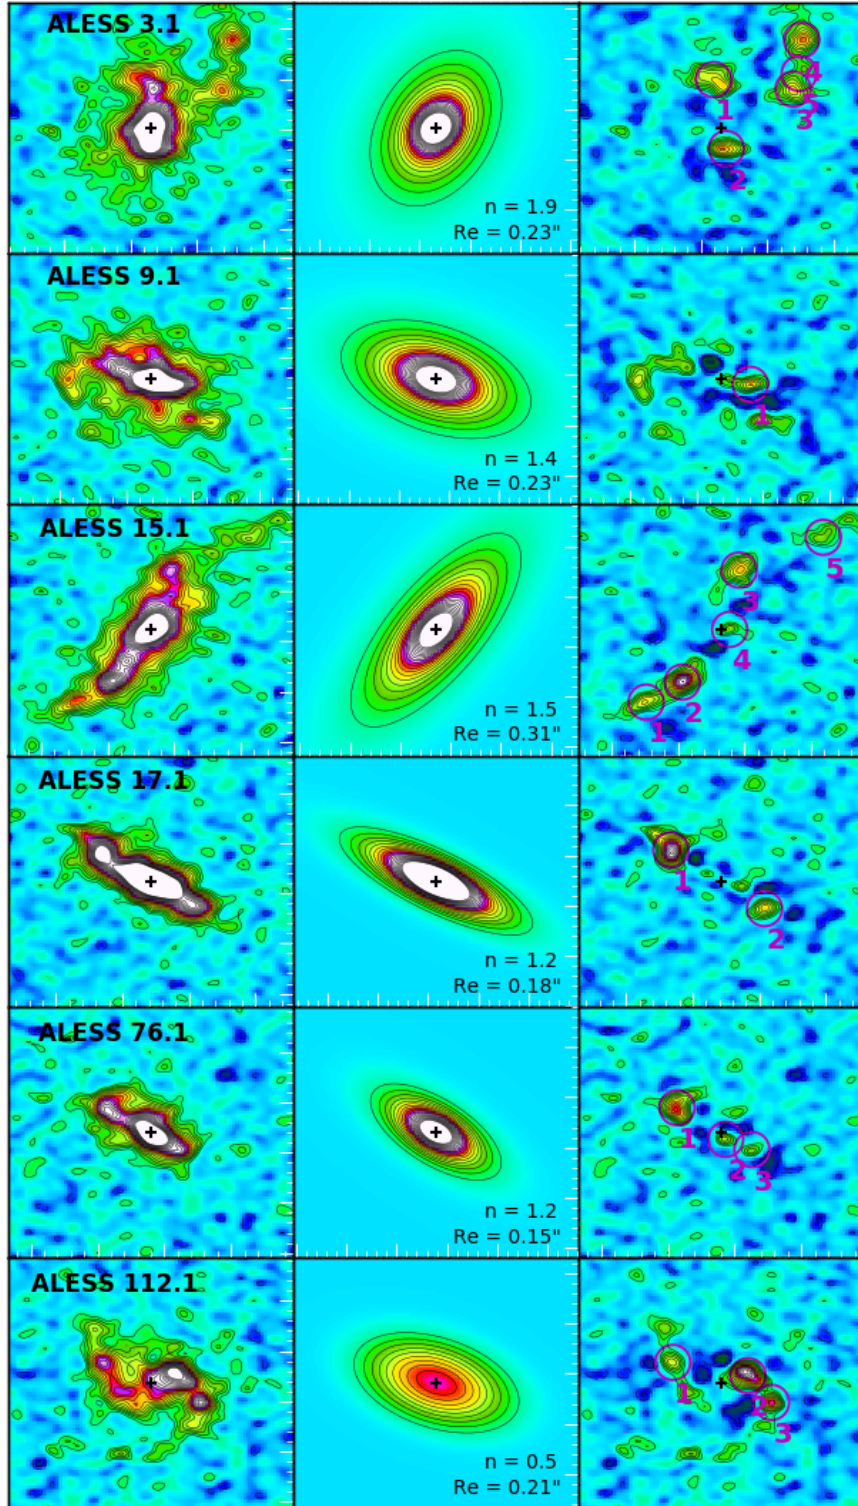 ALESS 3.1
n = 1.9
Re = 0.23"
1
2
4
5
3
ALESS 9.1
n = 1.4
Re = 0.23"
1
ALESS 15.1
n = 1.5
Re = 0.31"
5
3
4
2
1
ALESS 17.1
n = 1.2
Re = 0.18"
1
2
ALESS 76.1
n = 1.2
Re = 0.15"
1
2
3
ALESS 112.1
n = 0.5
Re = 0.21"
1
2
3